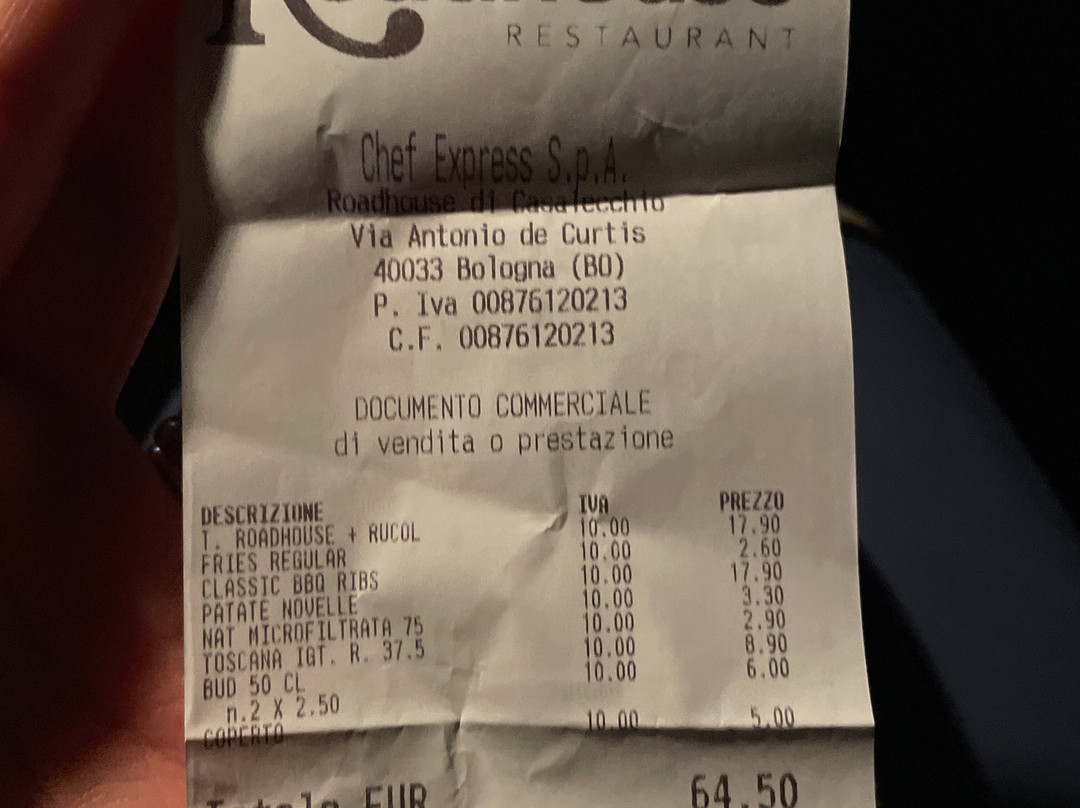 RESTAURANT
Chef Express S.p.A.
Roadhouse di Casalecchio
Via Antonio de Curtis
40033 Bologna (BO)
P. Iva 00876120213
C.F. 00876120213
DOCUMENTO COMMERCIALE
di vendita o prestazione
DESCRIZIONE IVA PREZZO
T. ROADHOUSE + RUCOL 10.00 17.90
FRIES REGULAR 10.00 2.60
CLASSIC BBQ RIBS 10.00 17.90
PATATE NOVELLE 10.00 3.30
NAT MICROFILTRATA 75 10.00 2.90
TOSCANA IGT. R. 37.5 10.00 8.90
BUD 50 CL 10.00 6.00
n.2 X 2.50
COPERTO 10.00 5.00
Totale EUR 64.50